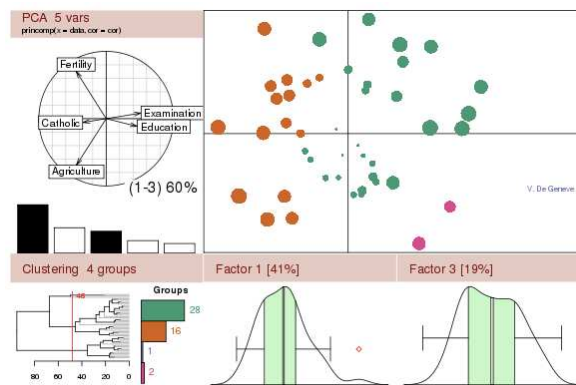 PCA 5 vars
princomp(x = data, cor = cor)
Fertility
Catholic
Examination
Education
Agriculture
(1-3) 60%
V. De Geneve
Clustering 4 groups
Factor 1 [41%]
Factor 3 [19%]
48
Groups
28
16
1
2
80 60 40 20 0